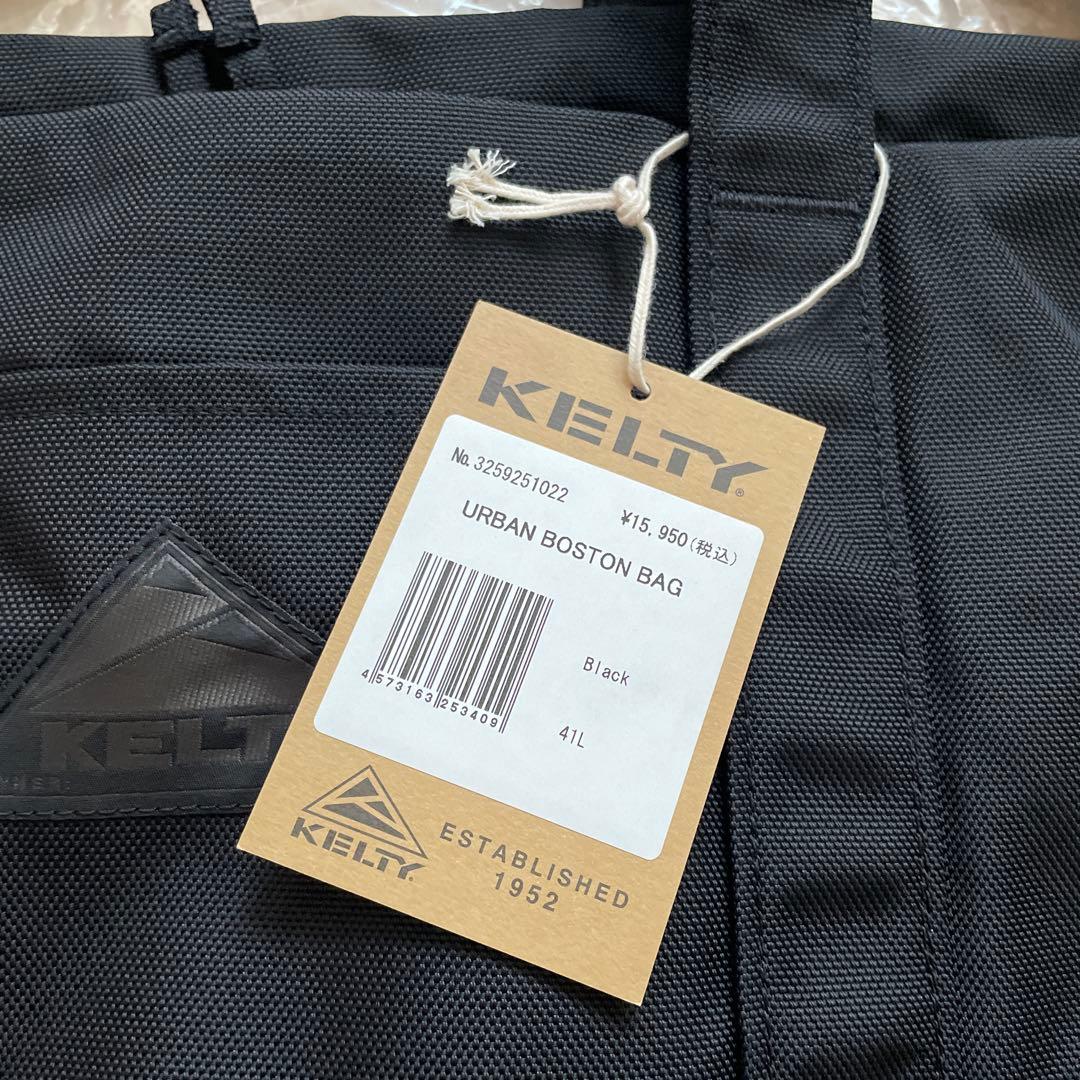 KELTY®
No.3259251022
¥15,950(税込)
URBAN BOSTON BAG
Black
4573163253409
41L
KELTY
ESTABLISHED
1952
KELT